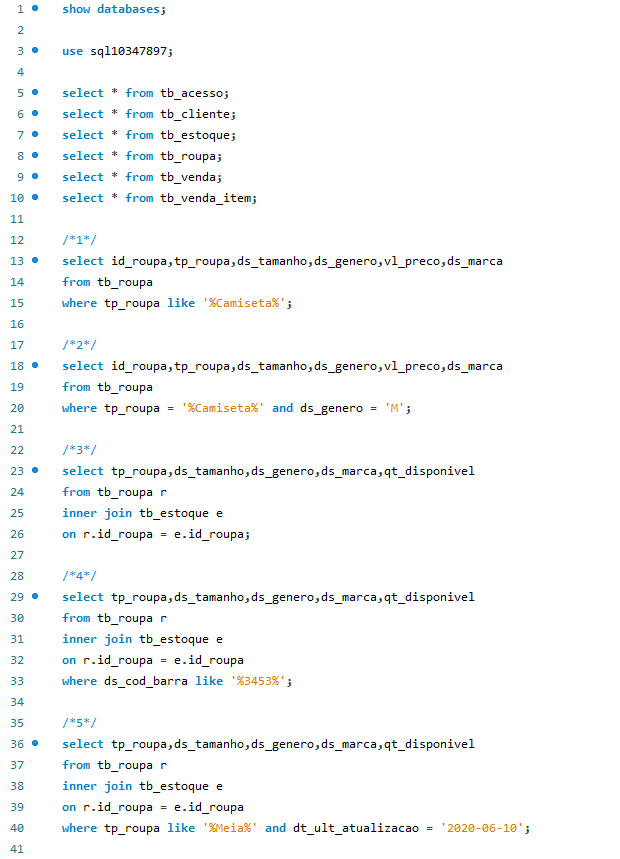 1 show databases;
2
3 use sql10347897;
4
5 select * from tb_acesso;
6 select * from tb_cliente;
7 select * from tb_estoque;
8 select * from tb_roupa;
9 select * from tb_venda;
10 select * from tb_venda_item;
11
12 /*1*/
13 select id_roupa,tp_roupa,ds_tamanho,ds_genero,vl_preco,ds_marca
14 from tb_roupa
15 where tp_roupa like '%Camiseta%';
16
17 /*2*/
18 select id_roupa,tp_roupa,ds_tamanho,ds_genero,vl_preco,ds_marca
19 from tb_roupa
20 where tp_roupa = '%Camiseta%' and ds_genero = 'M';
21
22 /*3*/
23 select tp_roupa,ds_tamanho,ds_genero,ds_marca,qt_disponivel
24 from tb_roupa r
25 inner join tb_estoque e
26 on r.id_roupa = e.id_roupa;
27
28 /*4*/
29 select tp_roupa,ds_tamanho,ds_genero,ds_marca,qt_disponivel
30 from tb_roupa r
31 inner join tb_estoque e
32 on r.id_roupa = e.id_roupa
33 where ds_cod_barra like '%3453%';
34
35 /*5*/
36 select tp_roupa,ds_tamanho,ds_genero,ds_marca,qt_disponivel
37 from tb_roupa r
38 inner join tb_estoque e
39 on r.id_roupa = e.id_roupa
40 where tp_roupa like '%Meia%' and dt_ult_atualizacao = '2020-06-10';
41